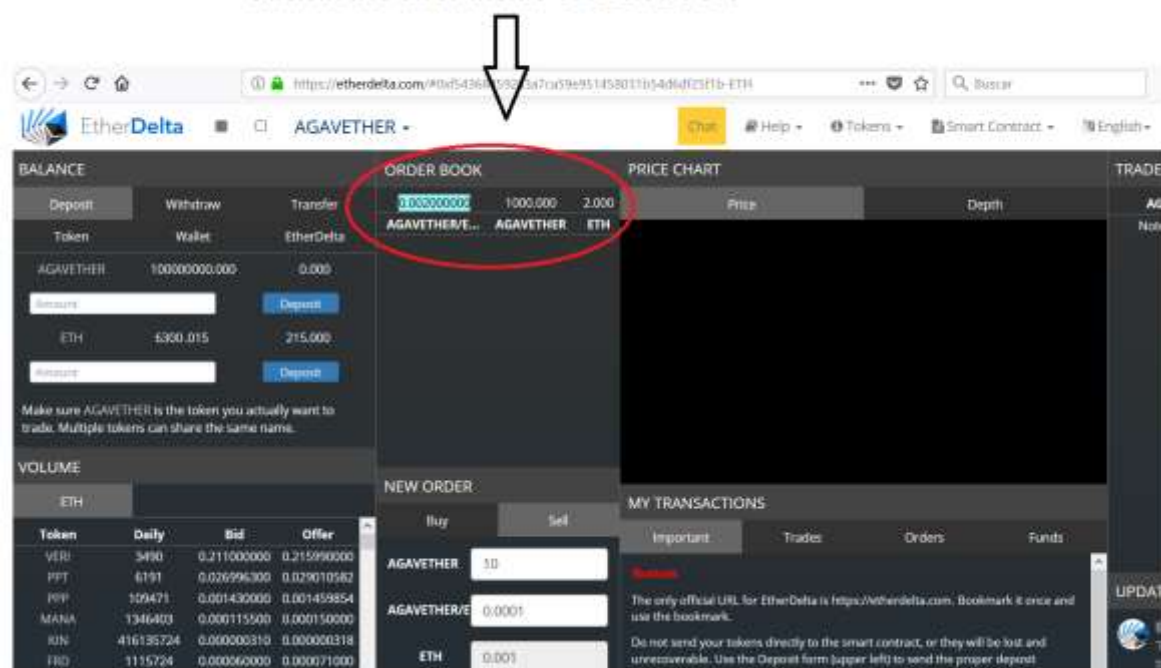 https://etherdelta.com/#
Buscar
EtherDelta
AGAVETHER
Chat
Help
Tokens
Smart Contract
English
BALANCE
Deposit Withdraw Transfer
Token Wallet EtherDelta
AGAVETHER 100000000.000 0.000
Amount Deposit
ETH 6300.015 215.000
Amount Deposit
Make sure AGAVETHER is the token you actually want to
trade. Multiple tokens can share the same name.
VOLUME
ETH
Token Daily Bid Offer
VERI 3490 0.211000000 0.215990000
PPT 6191 0.026996300 0.029010582
PPP 109471 0.001430000 0.001459854
MANA 1346403 0.000115500 0.000150000
KIN 416135724 0.000000310 0.000000318
FRD 1115724 0.000060000 0.000071000
ORDER BOOK
0.002000000 1000.000 2.000
AGAVETHER/E... AGAVETHER ETH
NEW ORDER
Buy Sell
AGAVETHER 10
AGAVETHER/E 0.0001
ETH 0.001
PRICE CHART
Price Depth
MY TRANSACTIONS
Important Trades Orders Funds
The only official URL for EtherDelta is https://etherdelta.com. Bookmark it once and
use the bookmark.
Do not send your tokens directly to the smart contract, or they will be lost and
unrecoverable. Use the Deposit form (upper left) to send the proper deposit
TRADE
AG
Note
UPDAT